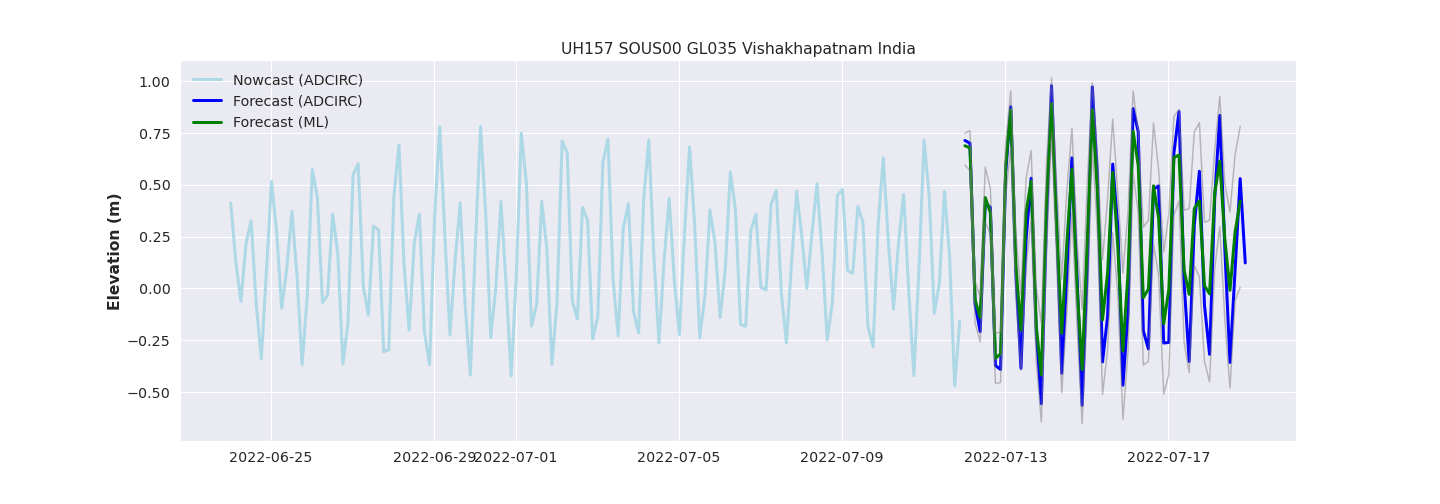 UH157 SOUS00 GL035 Vishakhapatnam India
Nowcast (ADCIRC)
Forecast (ADCIRC)
Forecast (ML)
Elevation (m)
1.00
0.75
0.50
0.25
0.00
−0.25
−0.50
2022-06-25
2022-06-29
2022-07-01
2022-07-05
2022-07-09
2022-07-13
2022-07-17